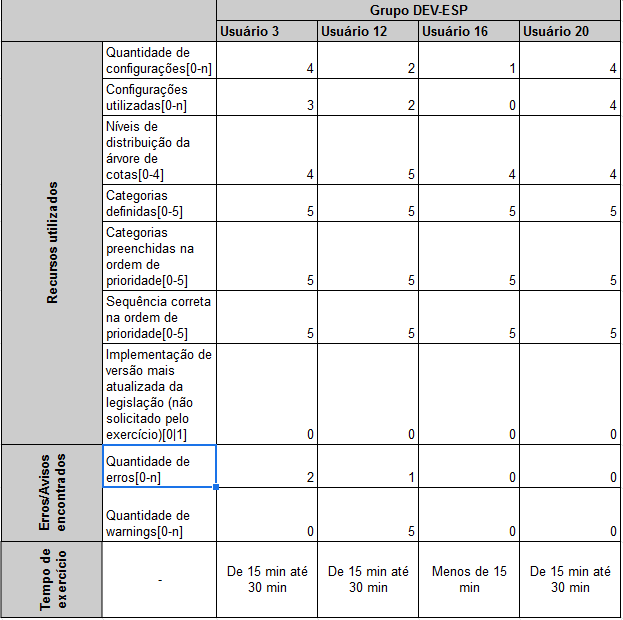 Grupo DEV-ESP
Usuário 3 Usuário 12 Usuário 16 Usuário 20
Recursos utilizados
Quantidade de
configurações[0-n] 4 2 1 4
Configurações
utilizadas[0-n] 3 2 0 4
Níveis de
distribuição da
árvore de
cotas[0-4] 4 5 4 4
Categorias
definidas[0-5] 5 5 5 5
Categorias
preenchidas na
ordem de
prioridade[0-5] 5 5 5 5
Sequência correta
na ordem de
prioridade[0-5] 5 5 5 5
Implementação de
versão mais
atualizada da
legislação (não
solicitado pelo
exercício)[0|1] 0 0 0 0
Erros/Avisos
encontrados
Quantidade de
erros[0-n] 2 1 0 0
Quantidade de
warnings[0-n] 0 5 0 0
Tempo de
exercício
- De 15 min até De 15 min até Menos de 15 De 15 min até
30 min 30 min min 30 min